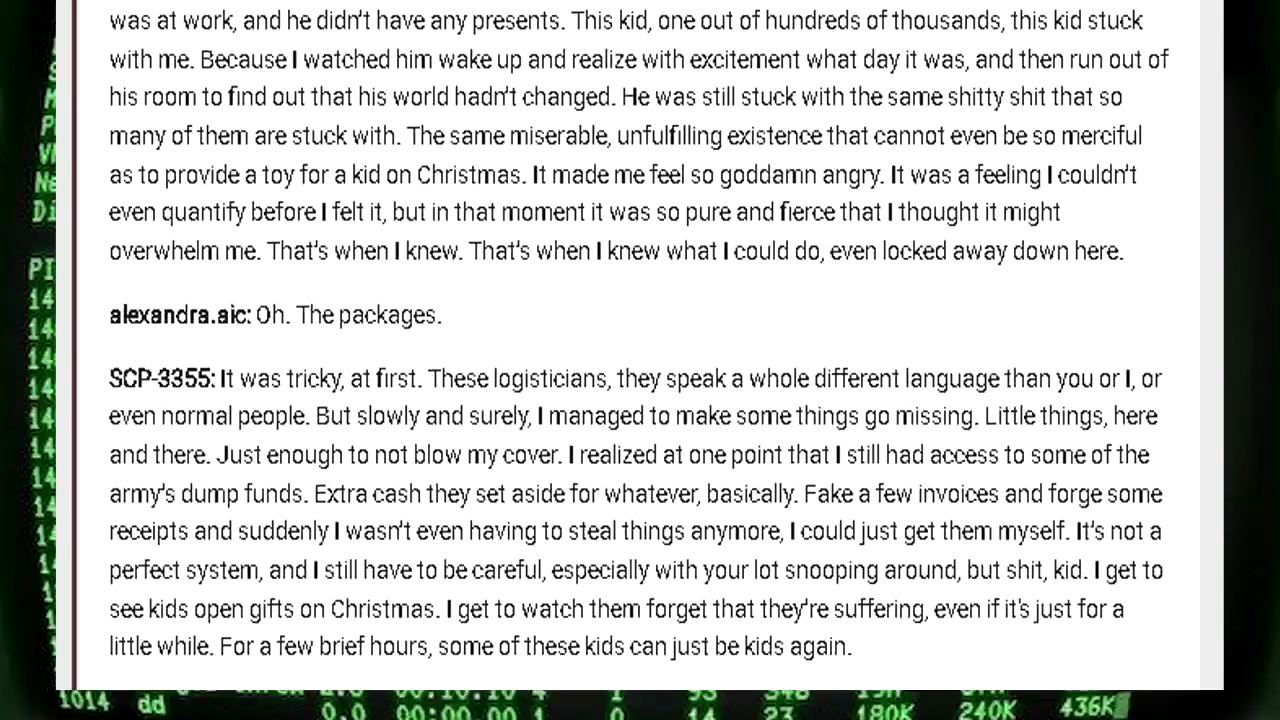 was at work, and he didn't have any presents. This kid, one out of hundreds of thousands, this kid stuck
with me. Because I watched him wake up and realize with excitement what day it was, and then run out of
his room to find out that his world hadn't changed. He was still stuck with the same shitty shit that so
many of them are stuck with. The same miserable, unfulfilling existence that cannot even be so merciful
as to provide a toy for a kid on Christmas. It made me feel so goddamn angry. It was a feeling I couldn't
even quantify before I felt it, but in that moment it was so pure and fierce that I thought it might
overwhelm me. That's when I knew. That's when I knew what I could do, even locked away down here.
alexandra.aic: Oh. The packages.
SCP-3355: It was tricky, at first. These logisticians, they speak a whole different language than you or I, or
even normal people. But slowly and surely, I managed to make some things go missing. Little things, here
and there. Just enough to not blow my cover. I realized at one point that I still had access to some of the
army's dump funds. Extra cash they set aside for whatever, basically. Fake a few invoices and forge some
receipts and suddenly I wasn't even having to steal things anymore, I could just get them myself. It's not a
perfect system, and I still have to be careful, especially with your lot snooping around, but shit, kid. I get to
see kids open gifts on Christmas. I get to watch them forget that they're suffering, even if it's just for a
little while. For a few brief hours, some of these kids can just be kids again.
1014 dd 436K
0.0 00:00.00 1 14 23 180K 240K